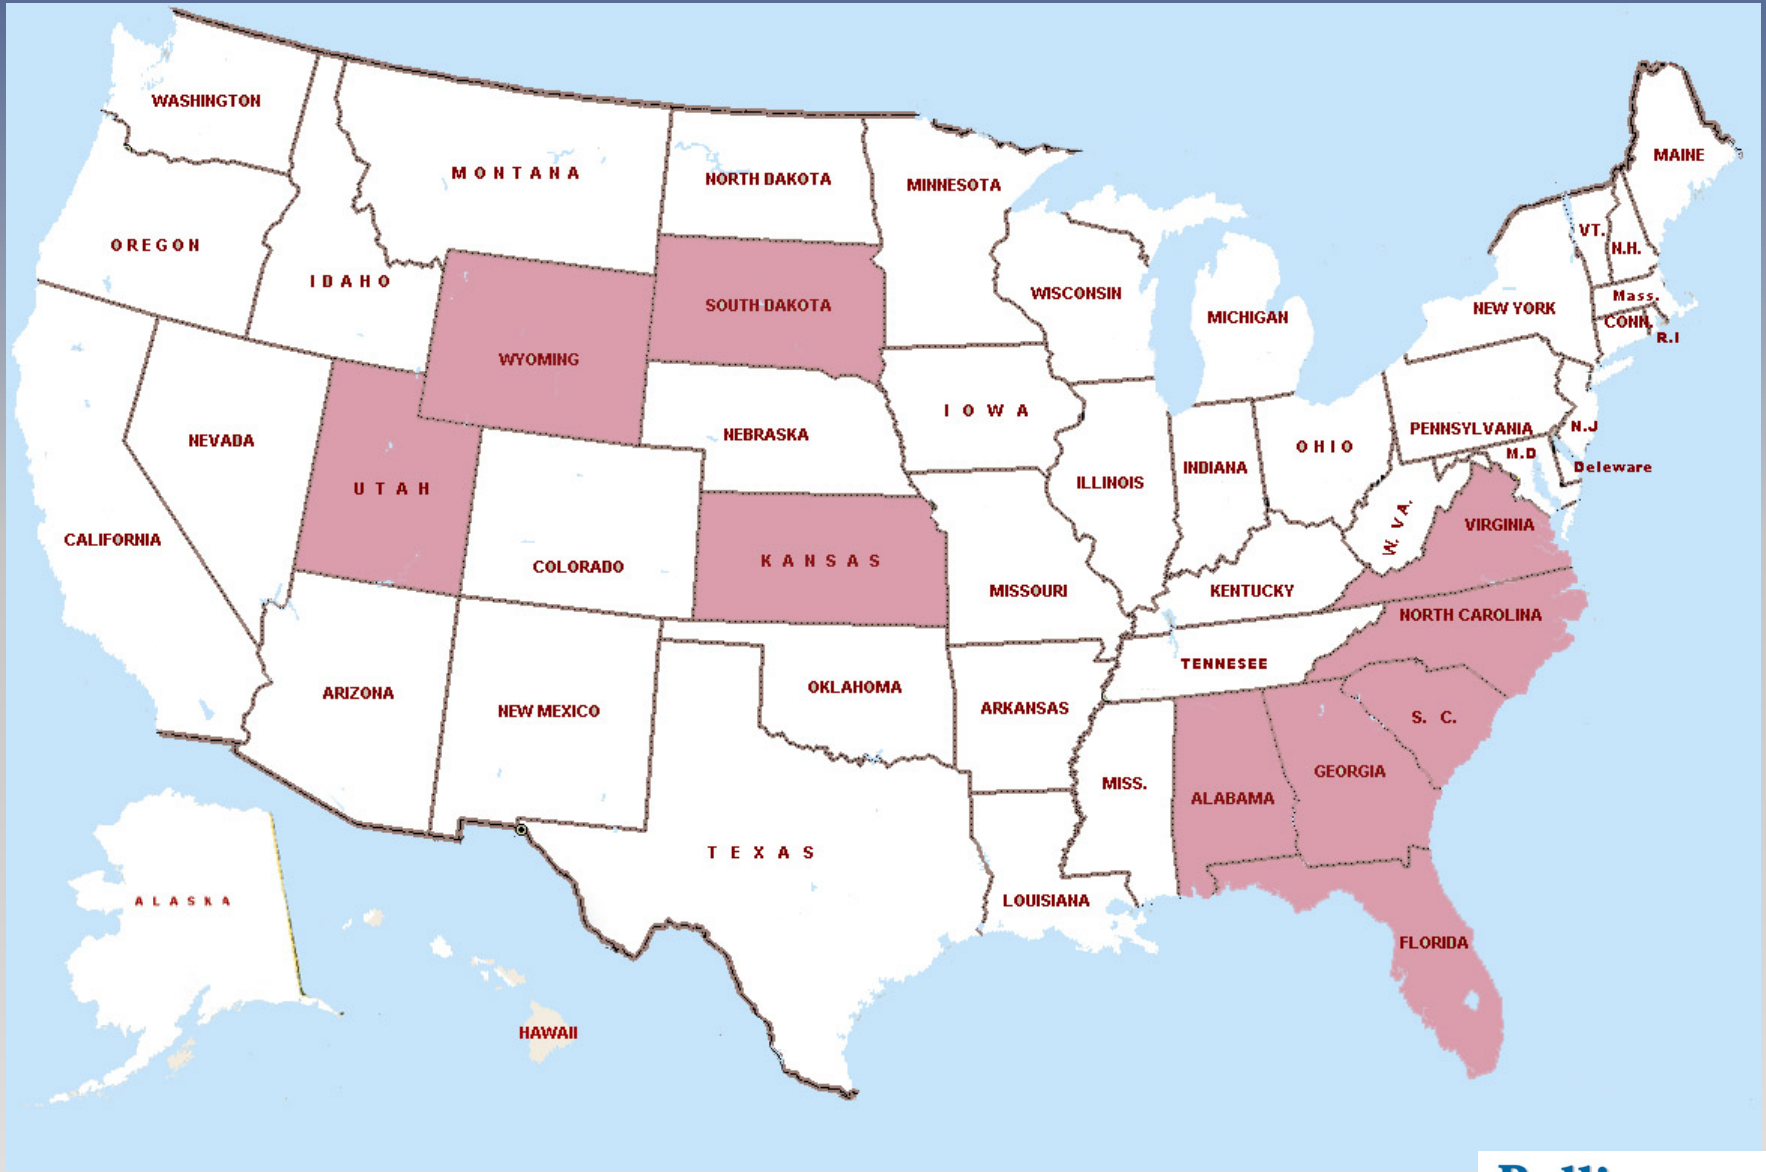 WASHINGTON
MAINE
MONTANA
NORTH DAKOTA
MINNESOTA
VT.
N.H.
OREGON
IDAHO
SOUTH DAKOTA
WISCONSIN
Mass.
NEW YORK
MICHIGAN
CONN.
R.I
WYOMING
IOWA
N.J
PENNSYLVANIA
NEBRASKA
NEVADA
OHIO
M.D
INDIANA
Deleware
ILLINOIS
UTAH
W. VA.
VIRGINIA
CALIFORNIA
KANSAS
COLORADO
MISSOURI
KENTUCKY
NORTH CAROLINA
TENNESEE
OKLAHOMA
ARIZONA
ARKANSAS
NEW MEXICO
S. C.
GEORGIA
MISS.
ALABAMA
TEXAS
ALASKA
LOUISIANA
FLORIDA
HAWAII